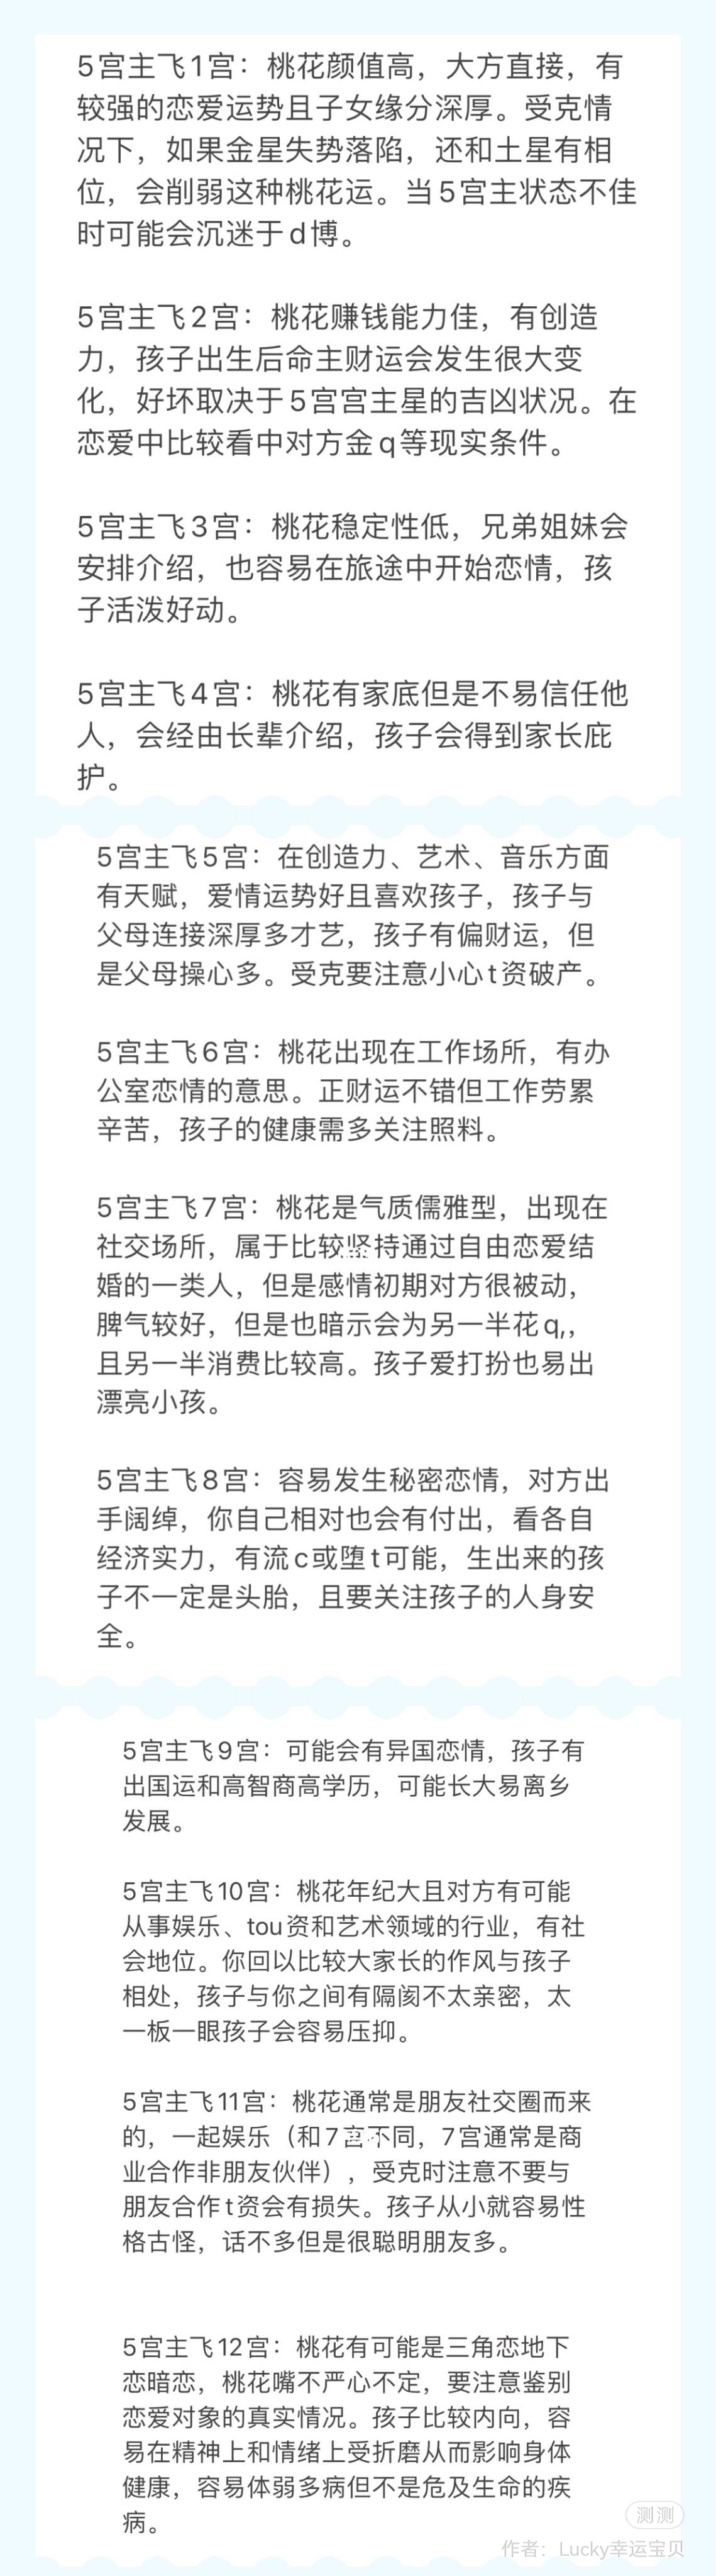 5宫主飞1宫：桃花颜值高，大方直接，有
较强的恋爱运势且子女缘分深厚。受克情
况下，如果金星失势落陷，还和土星有相
位，会削弱这种桃花运。当5宫主状态不佳
时可能会沉迷于d博。
5宫主飞2宫：桃花赚钱能力佳，有创造
力，孩子出生后命主财运会发生很大变
化，好坏取决于5宫宫主星的吉凶状况。在
恋爱中比较看中对方金q等现实条件。
5宫主飞3宫：桃花稳定性低，兄弟姐妹会
安排介绍，也容易在旅途中开始恋情，孩
子活泼好动。
5宫主飞4宫：桃花有家底但是不易信任他
人，会经由长辈介绍，孩子会得到家长庇
护。
5宫主飞5宫：在创造力、艺术、音乐方面
有天赋，爱情运势好且喜欢孩子，孩子与
父母连接深厚多才艺，孩子有偏财运，但
是父母操心多。受克要注意小心t资破产。
5宫主飞6宫：桃花出现在工作场所，有办
公室恋情的意思。正财运不错但工作劳累
辛苦，孩子的健康需多关注照料。
5宫主飞7宫：桃花是气质儒雅型，出现在
社交场所，属于比较坚持通过自由恋爱结
婚的一类人，但是感情初期对方很被动，
脾气较好，但是也暗示会为另一半花q,，
且另一半消费比较高。孩子爱打扮也易出
漂亮小孩。
5宫主飞8宫：容易发生秘密恋情，对方出
手阔绰，你自己相对也会有付出，看各自
经济实力，有流c或堕t可能，生出来的孩
子不一定是头胎，且要关注孩子的人身安
全。
5宫主飞9宫：可能会有异国恋情，孩子有
出国运和高智商高学历，可能长大易离乡
发展。
5宫主飞10宫：桃花年纪大且对方有可能
从事娱乐、tou资和艺术领域的行业，有社
会地位。你回以比较大家长的作风与孩子
相处，孩子与你之间有隔阂不太亲密，太
一板一眼孩子会容易压抑。
5宫主飞11宫：桃花通常是朋友社交圈而来
的，一起娱乐（和7宫不同，7宫通常是商
业合作非朋友伙伴），受克时注意不要与
朋友合作t资会有损失。孩子从小就容易性
格古怪，话不多但是很聪明朋友多。
5宫主飞12宫：桃花有可能是三角恋地下
恋暗恋，桃花嘴不严心不定，要注意鉴别
恋爱对象的真实情况。孩子比较内向，容
易在精神上和情绪上受折磨从而影响身体
健康，容易体弱多病但不是危及生命的疾
病。
测测
作者：Lucky幸运宝贝